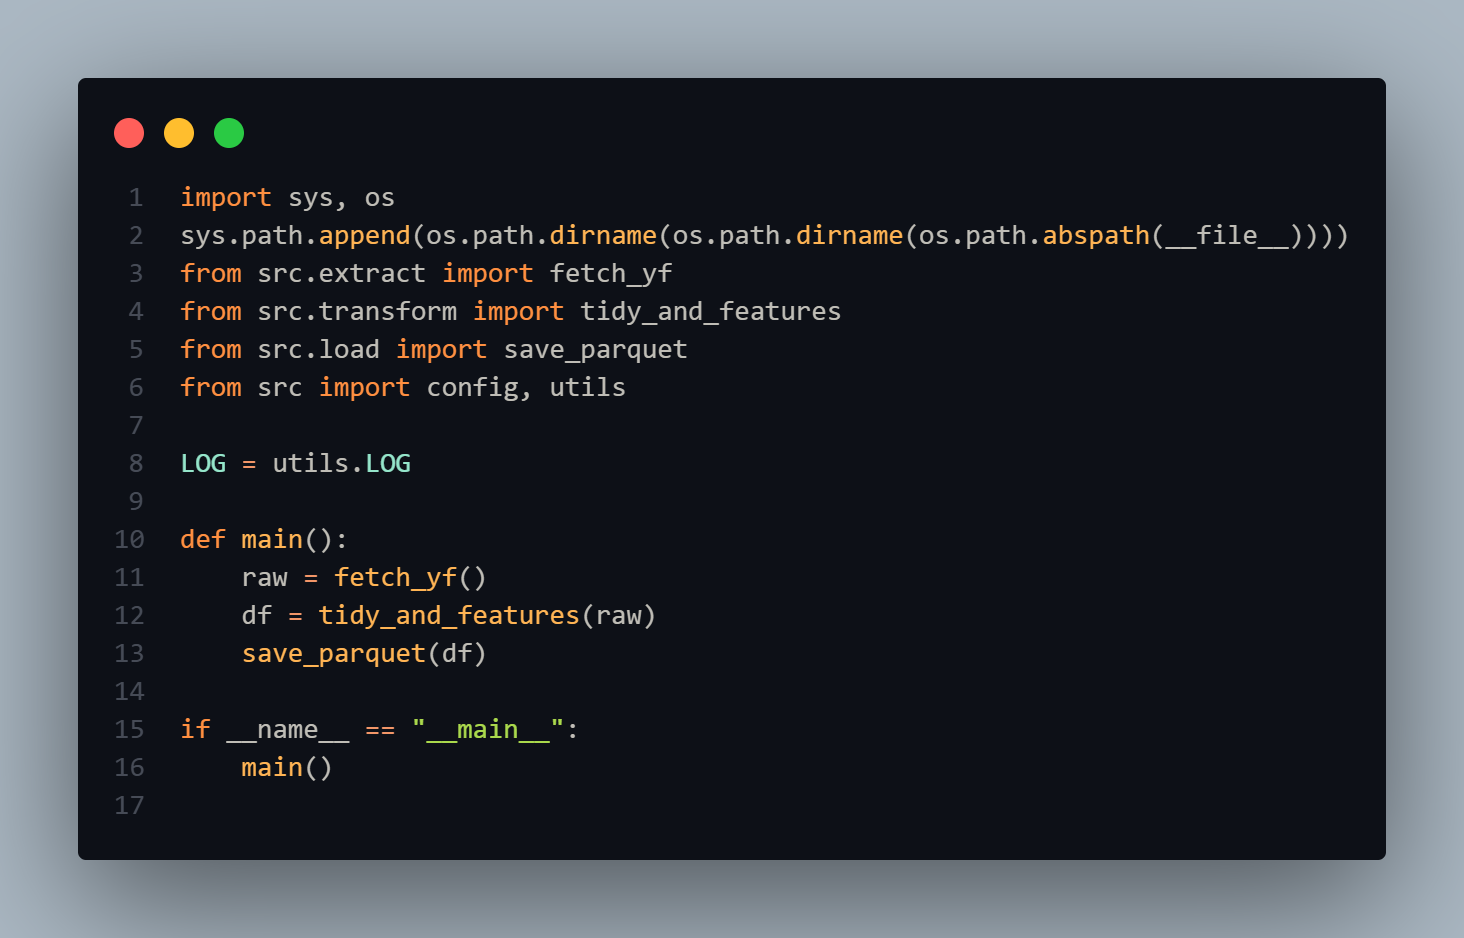 1 import sys, os
2 sys.path.append(os.path.dirname(os.path.dirname(os.path.abspath(__file__))))
3 from src.extract import fetch_yf
4 from src.transform import tidy_and_features
5 from src.load import save_parquet
6 from src import config, utils
7
8 LOG = utils.LOG
9
10 def main():
11     raw = fetch_yf()
12     df = tidy_and_features(raw)
13     save_parquet(df)
14
15 if __name__ == "__main__":
16     main()
17